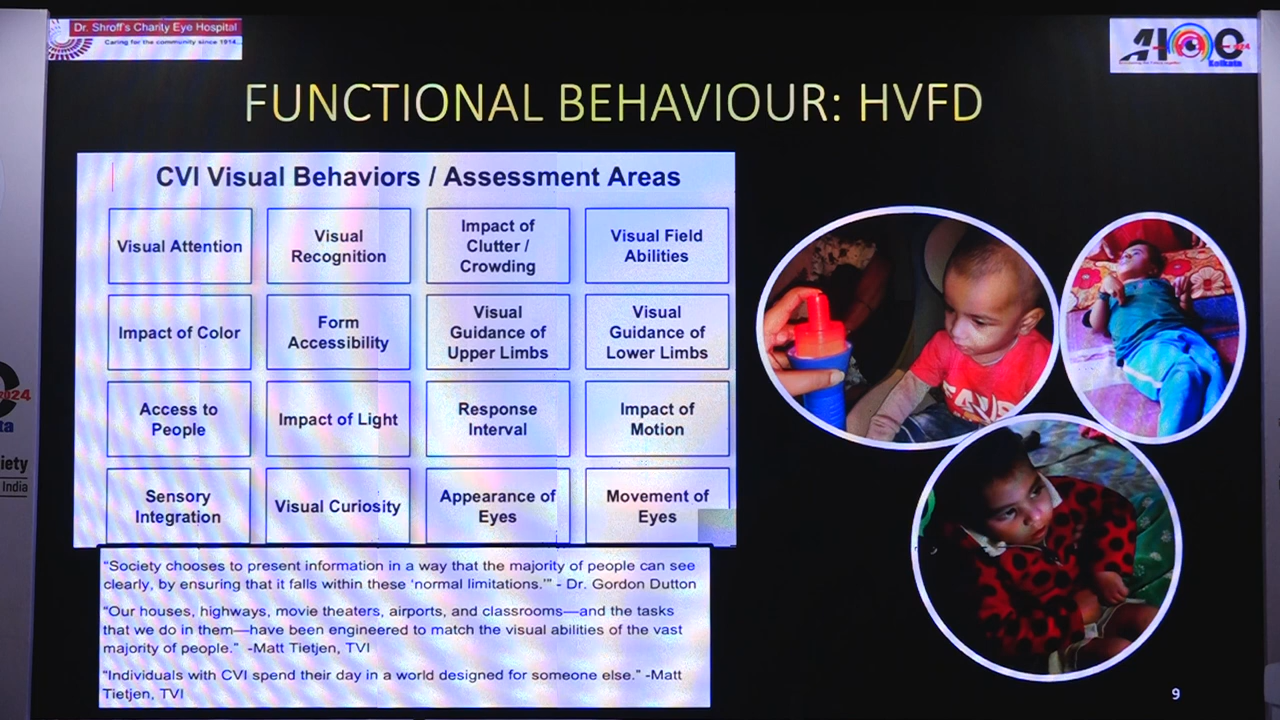 Dr. Shroff's Charity Eye Hospital
Caring for the community since 1914...
AIOC
2024
Kolkata
FUNCTIONAL BEHAVIOUR: HVFD
CVI Visual Behaviors / Assessment Areas
Visual Attention
Visual
Recognition
Impact of
Clutter /
Crowding
Visual Field
Abilities
Impact of Color
Form
Accessibility
Visual
Guidance of
Upper Limbs
Visual
Guidance of
Lower Limbs
Access to
People
Impact of Light
Response
Interval
Impact of
Motion
Sensory
Integration
Visual Curiosity
Appearance of
Eyes
Movement of
Eyes
“Society chooses to present information in a way that the majority of people can see
clearly, by ensuring that it falls within these ‘normal limitations.’” - Dr. Gordon Dutton
“Our houses, highways, movie theaters, airports, and classrooms—and the tasks
that we do in them—have been engineered to match the visual abilities of the vast
majority of people.” -Matt Tietjen, TVI
“Individuals with CVI spend their day in a world designed for someone else.” -Matt
Tietjen, TVI
9
2024
ta
iety
India